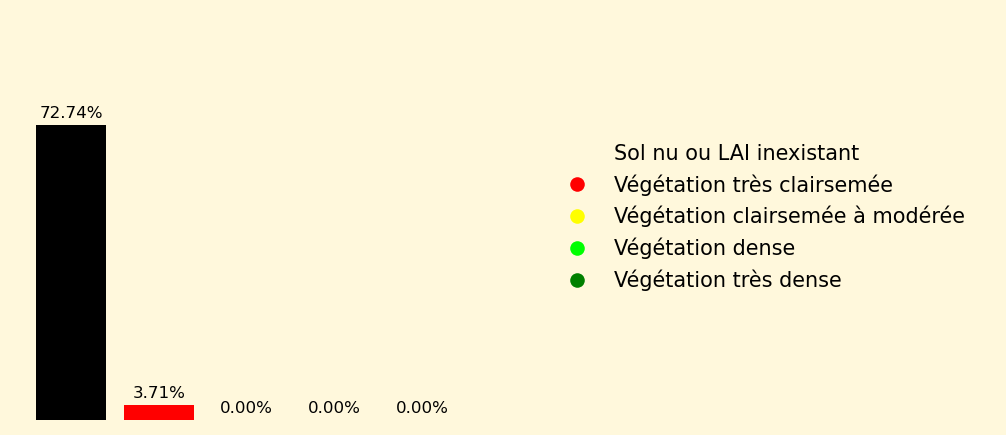 72.74%
3.71%
0.00%
0.00%
0.00%
Sol nu ou LAI inexistant
Végétation très clairsemée
Végétation clairsemée à modérée
Végétation dense
Végétation très dense